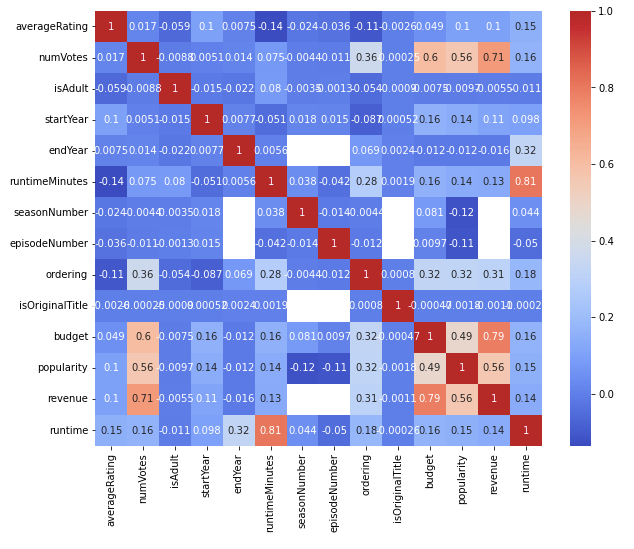 averageRating 1 0.017 -0.059 0.1 0.0075 -0.14 -0.024 -0.036 -0.11 0.0026 0.049 0.1 0.1 0.15
numVotes 0.017 1 -0.0088 0.0051 0.014 0.075 -0.0044 -0.011 0.36 0.00025 0.6 0.56 0.71 0.16
isAdult -0.059 -0.0088 1 -0.015 -0.022 0.08 -0.0035 0.0013 -0.054 -0.0009 0.0075 0.0097 0.0055 -0.011
startYear 0.1 0.0051 -0.015 1 0.0077 -0.051 0.018 0.015 -0.087 0.00052 0.16 0.14 0.11 0.098
endYear 0.0075 0.014 -0.022 0.0077 1 0.0056 0.069 0.0024 -0.012 -0.012 -0.016 0.32
runtimeMinutes -0.14 0.075 0.08 -0.051 0.0056 1 0.038 -0.042 0.28 0.0019 0.16 0.14 0.13 0.81
seasonNumber -0.024 0.0044 0.0035 0.018 0.038 1 -0.014 0.0044 0.081 -0.12 0.044
episodeNumber -0.036 -0.011 0.0013 0.015 -0.042 -0.014 1 -0.012 0.0097 -0.11 -0.05
ordering -0.11 0.36 -0.054 -0.087 0.069 0.28 -0.0044 0.012 1 0.0008 0.32 0.32 0.31 0.18
isOriginalTitle 0.0026 0.00025 0.0009 0.00052 0.0024 0.0019 0.0008 1 0.00047 0.0018 0.0011
budget 0.049 0.6 -0.0075 0.16 -0.012 0.16 0.081 0.0097 0.32 0.00047 1 0.49 0.79 0.16
popularity 0.1 0.56 -0.0097 0.14 -0.012 0.14 -0.12 -0.11 0.32 -0.0018 0.49 1 0.56 0.15
revenue 0.1 0.71 -0.0055 0.11 -0.016 0.13 0.31 -0.0011 0.79 0.56 1 0.14
runtime 0.15 0.16 -0.011 0.098 0.32 0.81 0.044 -0.05 0.18 0.00026 0.16 0.15 0.14 1
averageRating
numVotes
isAdult
startYear
endYear
runtimeMinutes
seasonNumber
episodeNumber
ordering
isOriginalTitle
budget
popularity
revenue
runtime
1.0
0.8
0.6
0.4
0.2
0.0